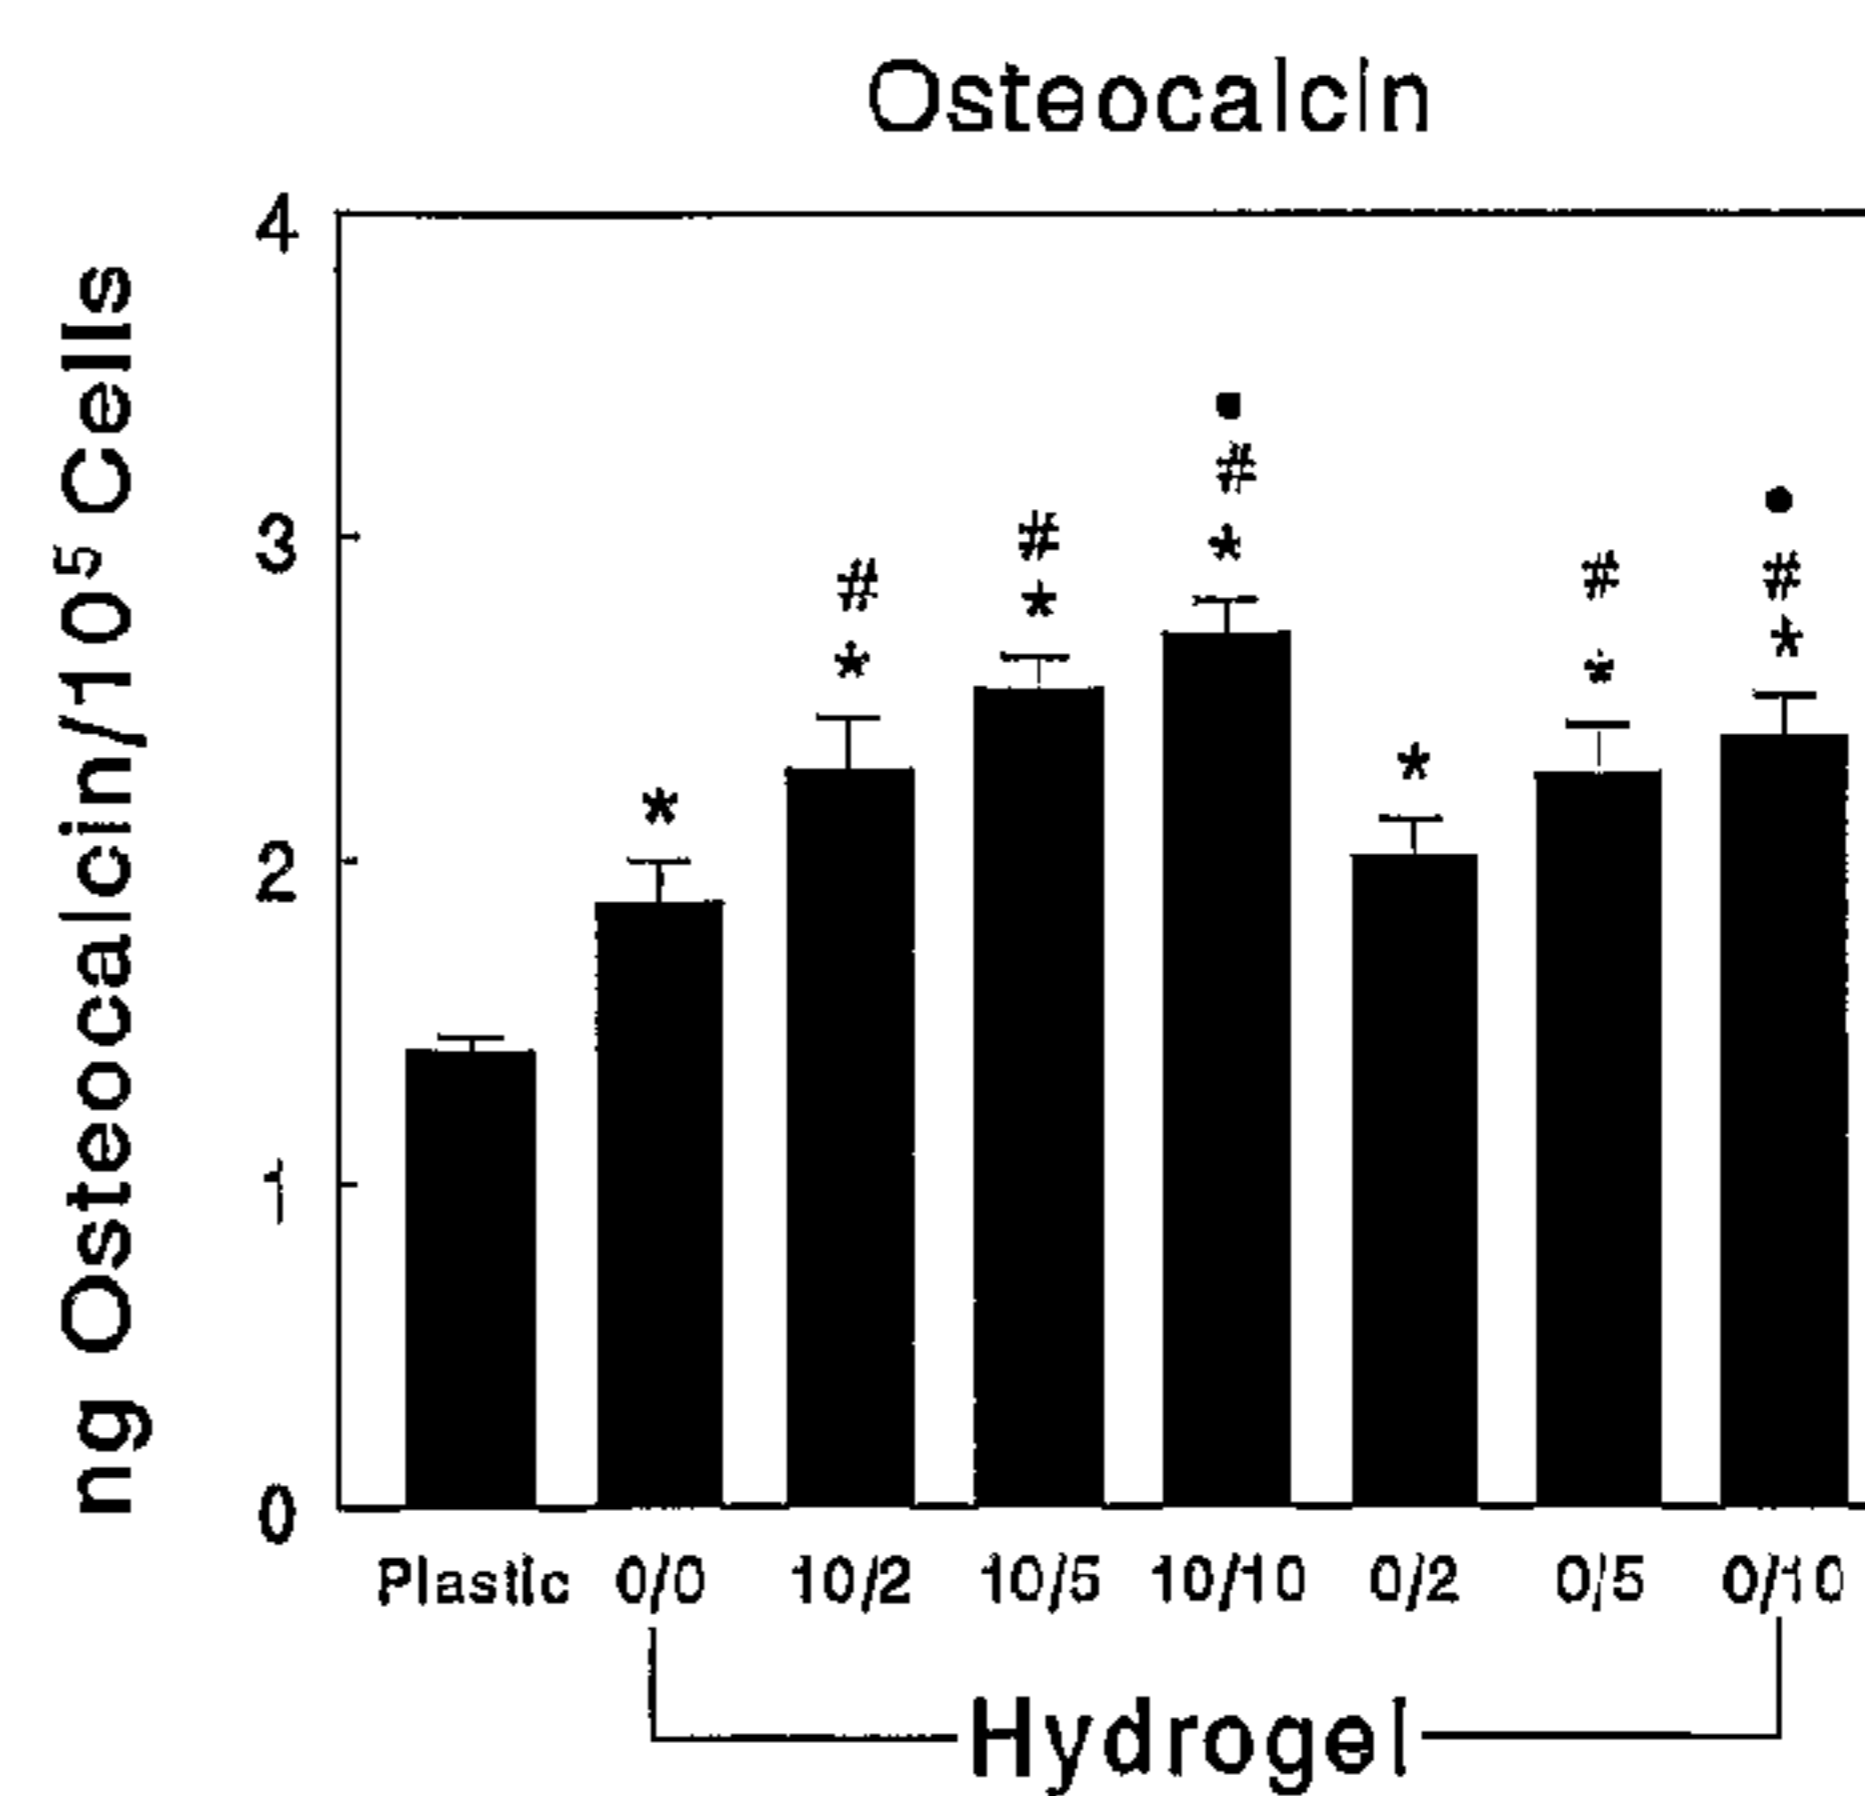 Osteocalcin
ng Osteocalcin/10⁵ Cells
4
3
2
1
0
•
# •
# * # #
# * * *
* *
*
Plastic 0/0 10/2 10/5 10/10 0/2 0/5 0/10
Hydrogel